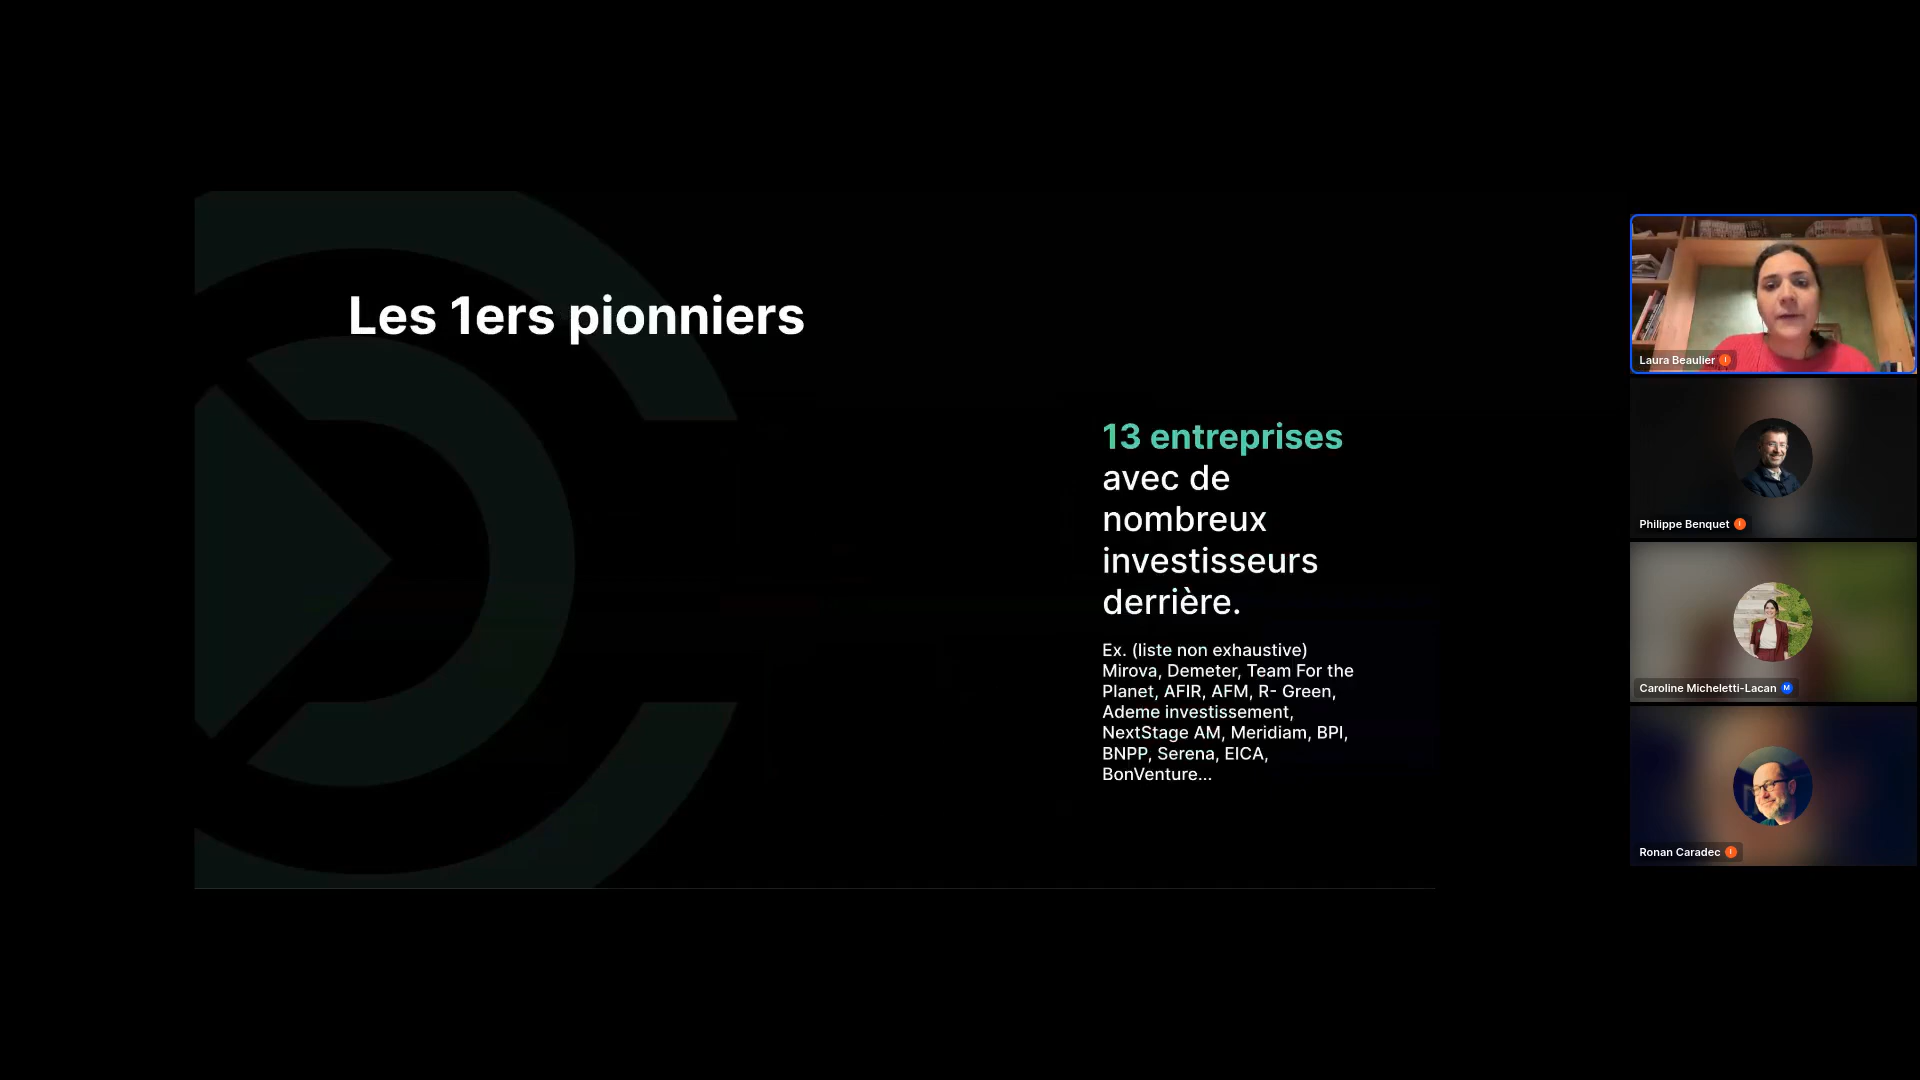 Les 1ers pionniers
13 entreprises
avec de
nombreux
investisseurs
derrière.
Ex. (liste non exhaustive)
Mirova, Demeter, Team For the
Planet, AFIR, AFM, R- Green,
Ademe investissement,
NextStage AM, Meridiam, BPI,
BNPP, Serena, EICA,
BonVenture...
Laura Beaulier I
Philippe Benquet I
Caroline Micheletti-Lacan M
Ronan Caradec I